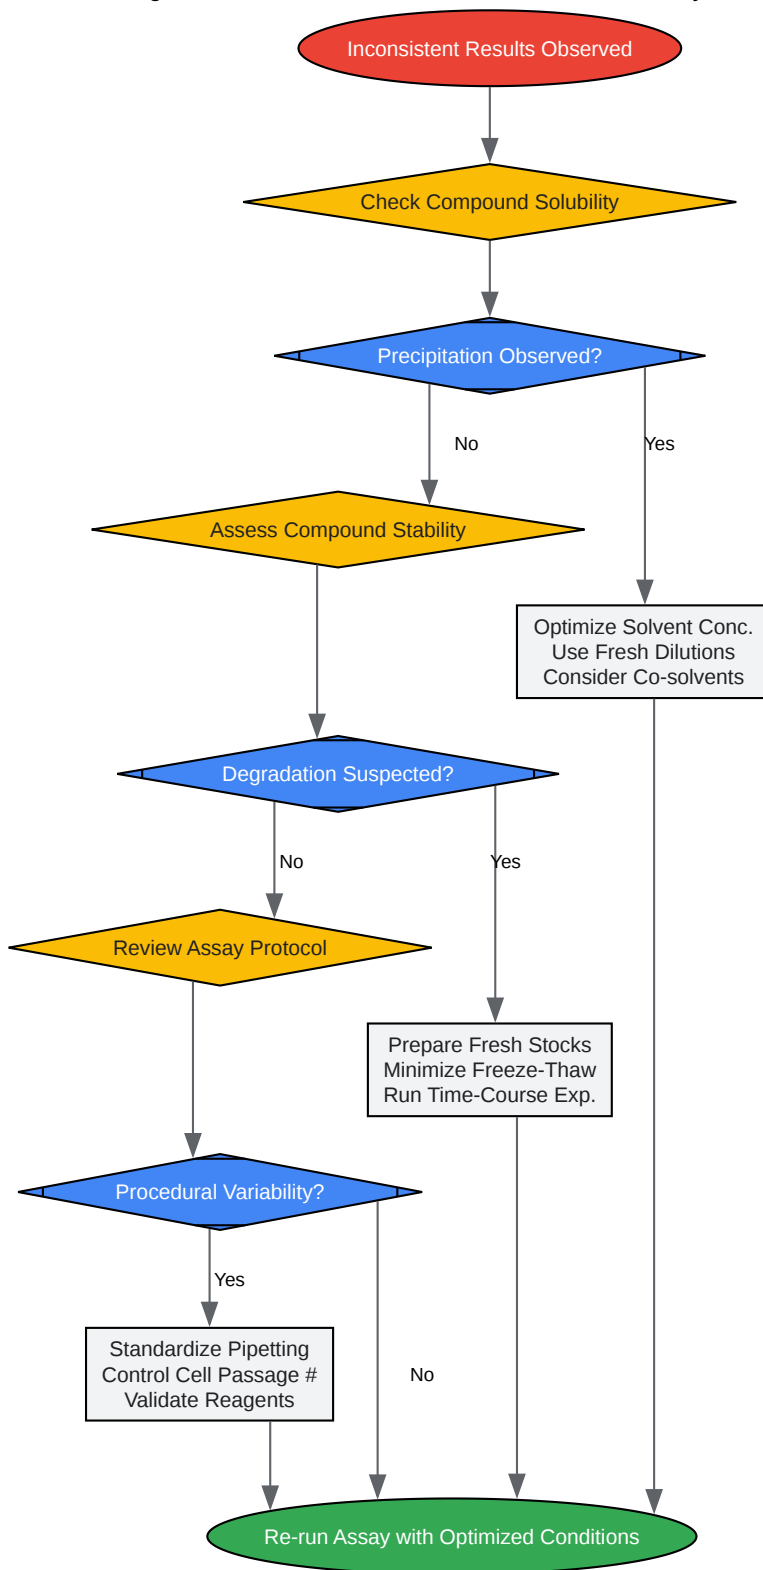 Inconsistent Results Observed
Check Compound Solubility
Precipitation Observed?
No
Yes
Assess Compound Stability
Optimize Solvent Conc.
Use Fresh Dilutions
Consider Co-solvents
Degradation Suspected?
No
Yes
Review Assay Protocol
Prepare Fresh Stocks
Minimize Freeze-Thaw
Run Time-Course Exp.
Procedural Variability?
Yes
Standardize Pipetting
Control Cell Passage #
Validate Reagents
No
Re-run Assay with Optimized Conditions